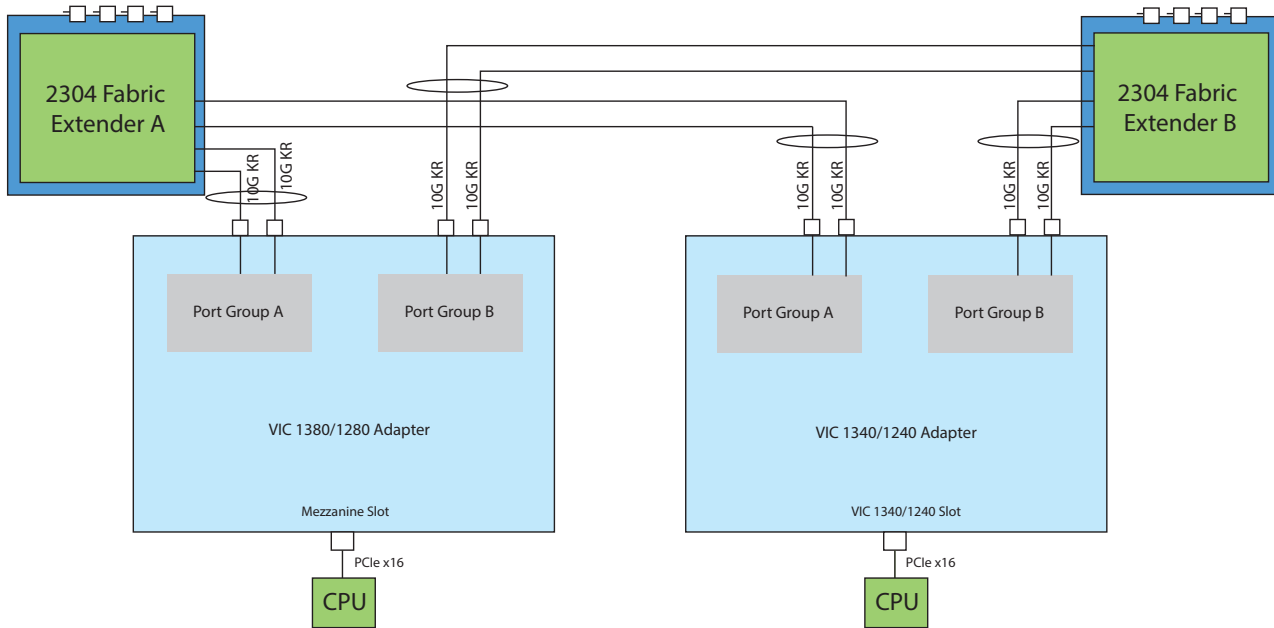 2304 Fabric
Extender A
2304 Fabric
Extender B
10G KR
10G KR
10G KR
10G KR
10G KR
10G KR
10G KR
10G KR
Port Group A
Port Group B
Port Group A
Port Group B
VIC 1380/1280 Adapter
VIC 1340/1240 Adapter
Mezzanine Slot
VIC 1340/1240 Slot
PCIe x16
PCIe x16
CPU
CPU